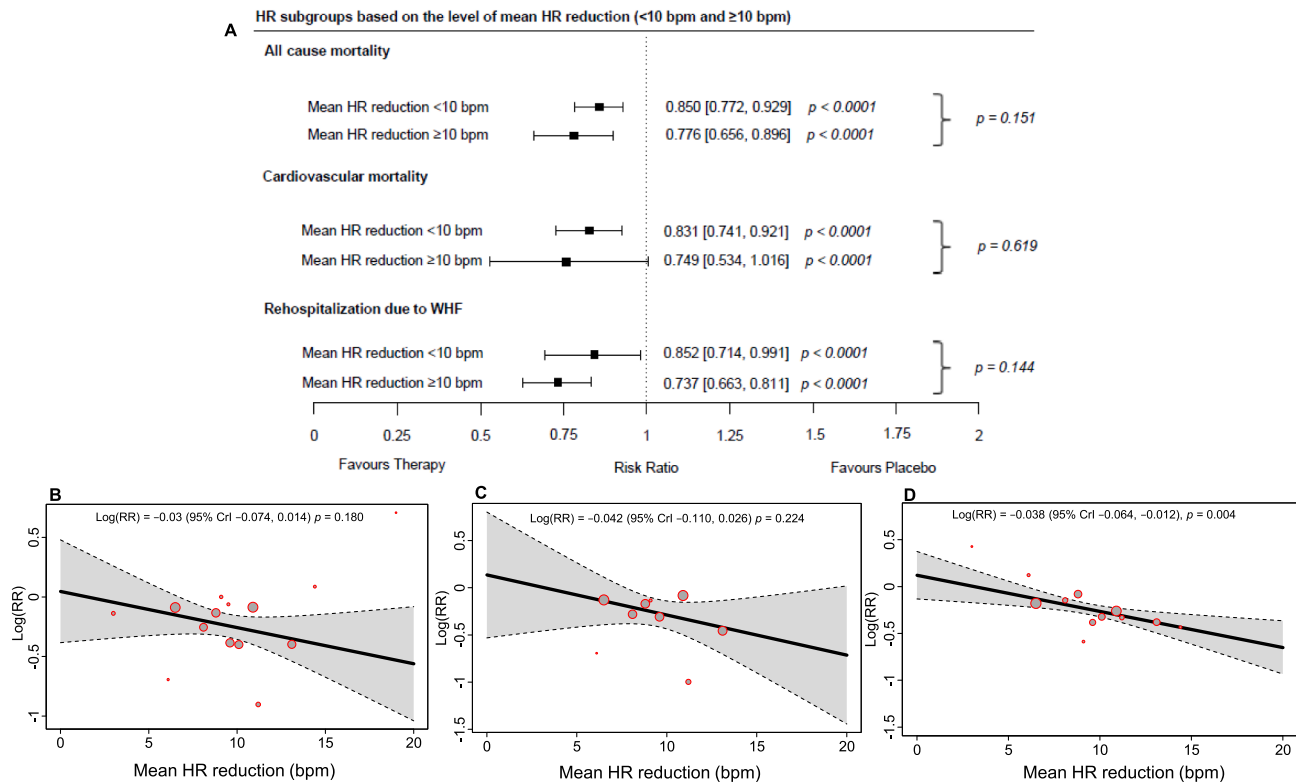 HR subgroups based on the level of mean HR reduction (<10 bpm and ≥10 bpm)
A
All cause mortality
Mean HR reduction <10 bpm 0.850 [0.772, 0.929] p < 0.0001
Mean HR reduction ≥10 bpm 0.776 [0.656, 0.896] p < 0.0001
p = 0.151
Cardiovascular mortality
Mean HR reduction <10 bpm 0.831 [0.741, 0.921] p < 0.0001
Mean HR reduction ≥10 bpm 0.749 [0.534, 1.016] p < 0.0001
p = 0.619
Rehospitalization due to WHF
Mean HR reduction <10 bpm 0.852 [0.714, 0.991] p < 0.0001
Mean HR reduction ≥10 bpm 0.737 [0.663, 0.811] p < 0.0001
p = 0.144
0 0.25 0.5 0.75 1 1.25 1.5 1.75 2
Favours Therapy Risk Ratio Favours Placebo
B
Log(RR) = −0.03 (95% CrI −0.074, 0.014) p = 0.180
Log(RR)
0.5
0
−0.5
−1
0 5 10 15 20
Mean HR reduction (bpm)
C
Log(RR) = −0.042 (95% CrI −0.110, 0.026) p = 0.224
Log(RR)
0.5
0
−0.5
−1
−1.5
0 5 10 15 20
Mean HR reduction (bpm)
D
Log(RR) = −0.038 (95% CrI −0.064, −0.012), p = 0.004
Log(RR)
0.5
0
−0.5
−1
−1.5
0 5 10 15 20
Mean HR reduction (bpm)